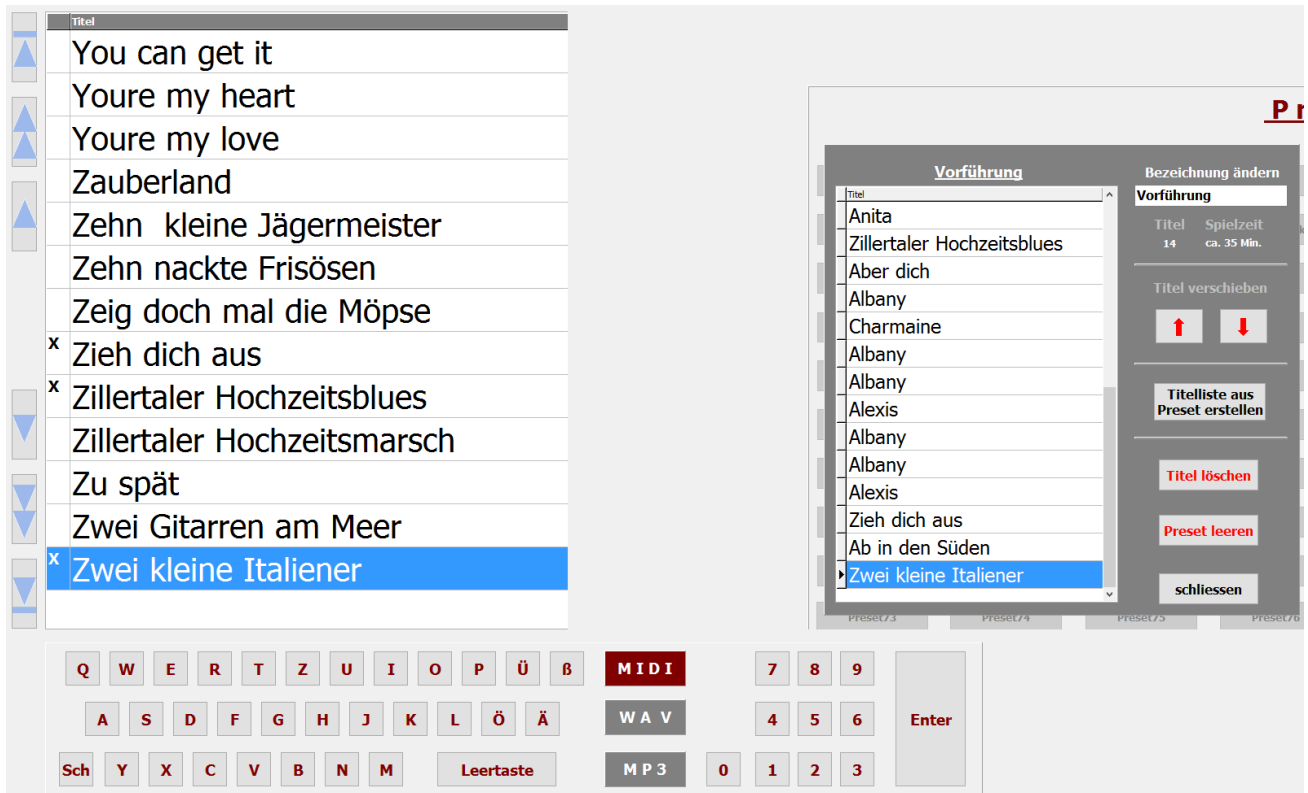 Titel
You can get it
Youre my heart
Youre my love
Zauberland
Zehn  kleine Jägermeister
Zehn nackte Frisösen
Zeig doch mal die Möpse
X Zieh dich aus
X Zillertaler Hochzeitsblues
Zillertaler Hochzeitsmarsch
Zu spät
Zwei Gitarren am Meer
X Zwei kleine Italiener
Vorführung
Titel
Anita
Zillertaler Hochzeitsblues
Aber dich
Albany
Charmaine
Albany
Albany
Alexis
Albany
Albany
Alexis
Zieh dich aus
Ab in den Süden
Zwei kleine Italiener
Bezeichnung ändern
Vorführung
Titel Spielzeit
14 ca. 35 Min.
Titel verschieben
Titelliste aus
Preset erstellen
Titel löschen
Preset leeren
schliessen
Preset73 Preset74 Preset75 Preset76
Q W E R T Z U I O P Ü ß MIDI 7 8 9
A S D F G H J K L Ö Ä WAV 4 5 6 Enter
Sch Y X C V B N M Leertaste MP3 0 1 2 3